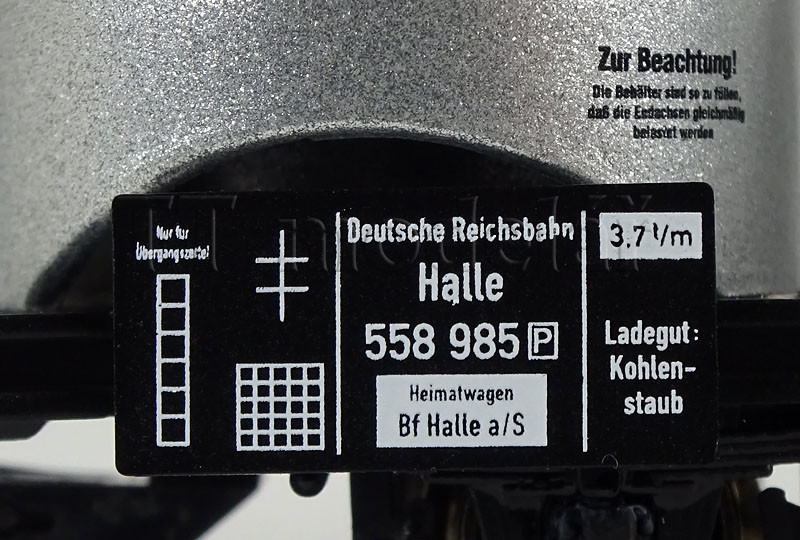 Zur Beachtung!
Die Behälter sind so zu füllen,
daß die Endachsen gleichmäßig
belastet werden
Nur für
Übergangszettel
Deutsche Reichsbahn
Halle
558 985 P
Heimatwagen
Bf Halle a/S
3,7 t/m
Ladegut:
Kohlen-
staub